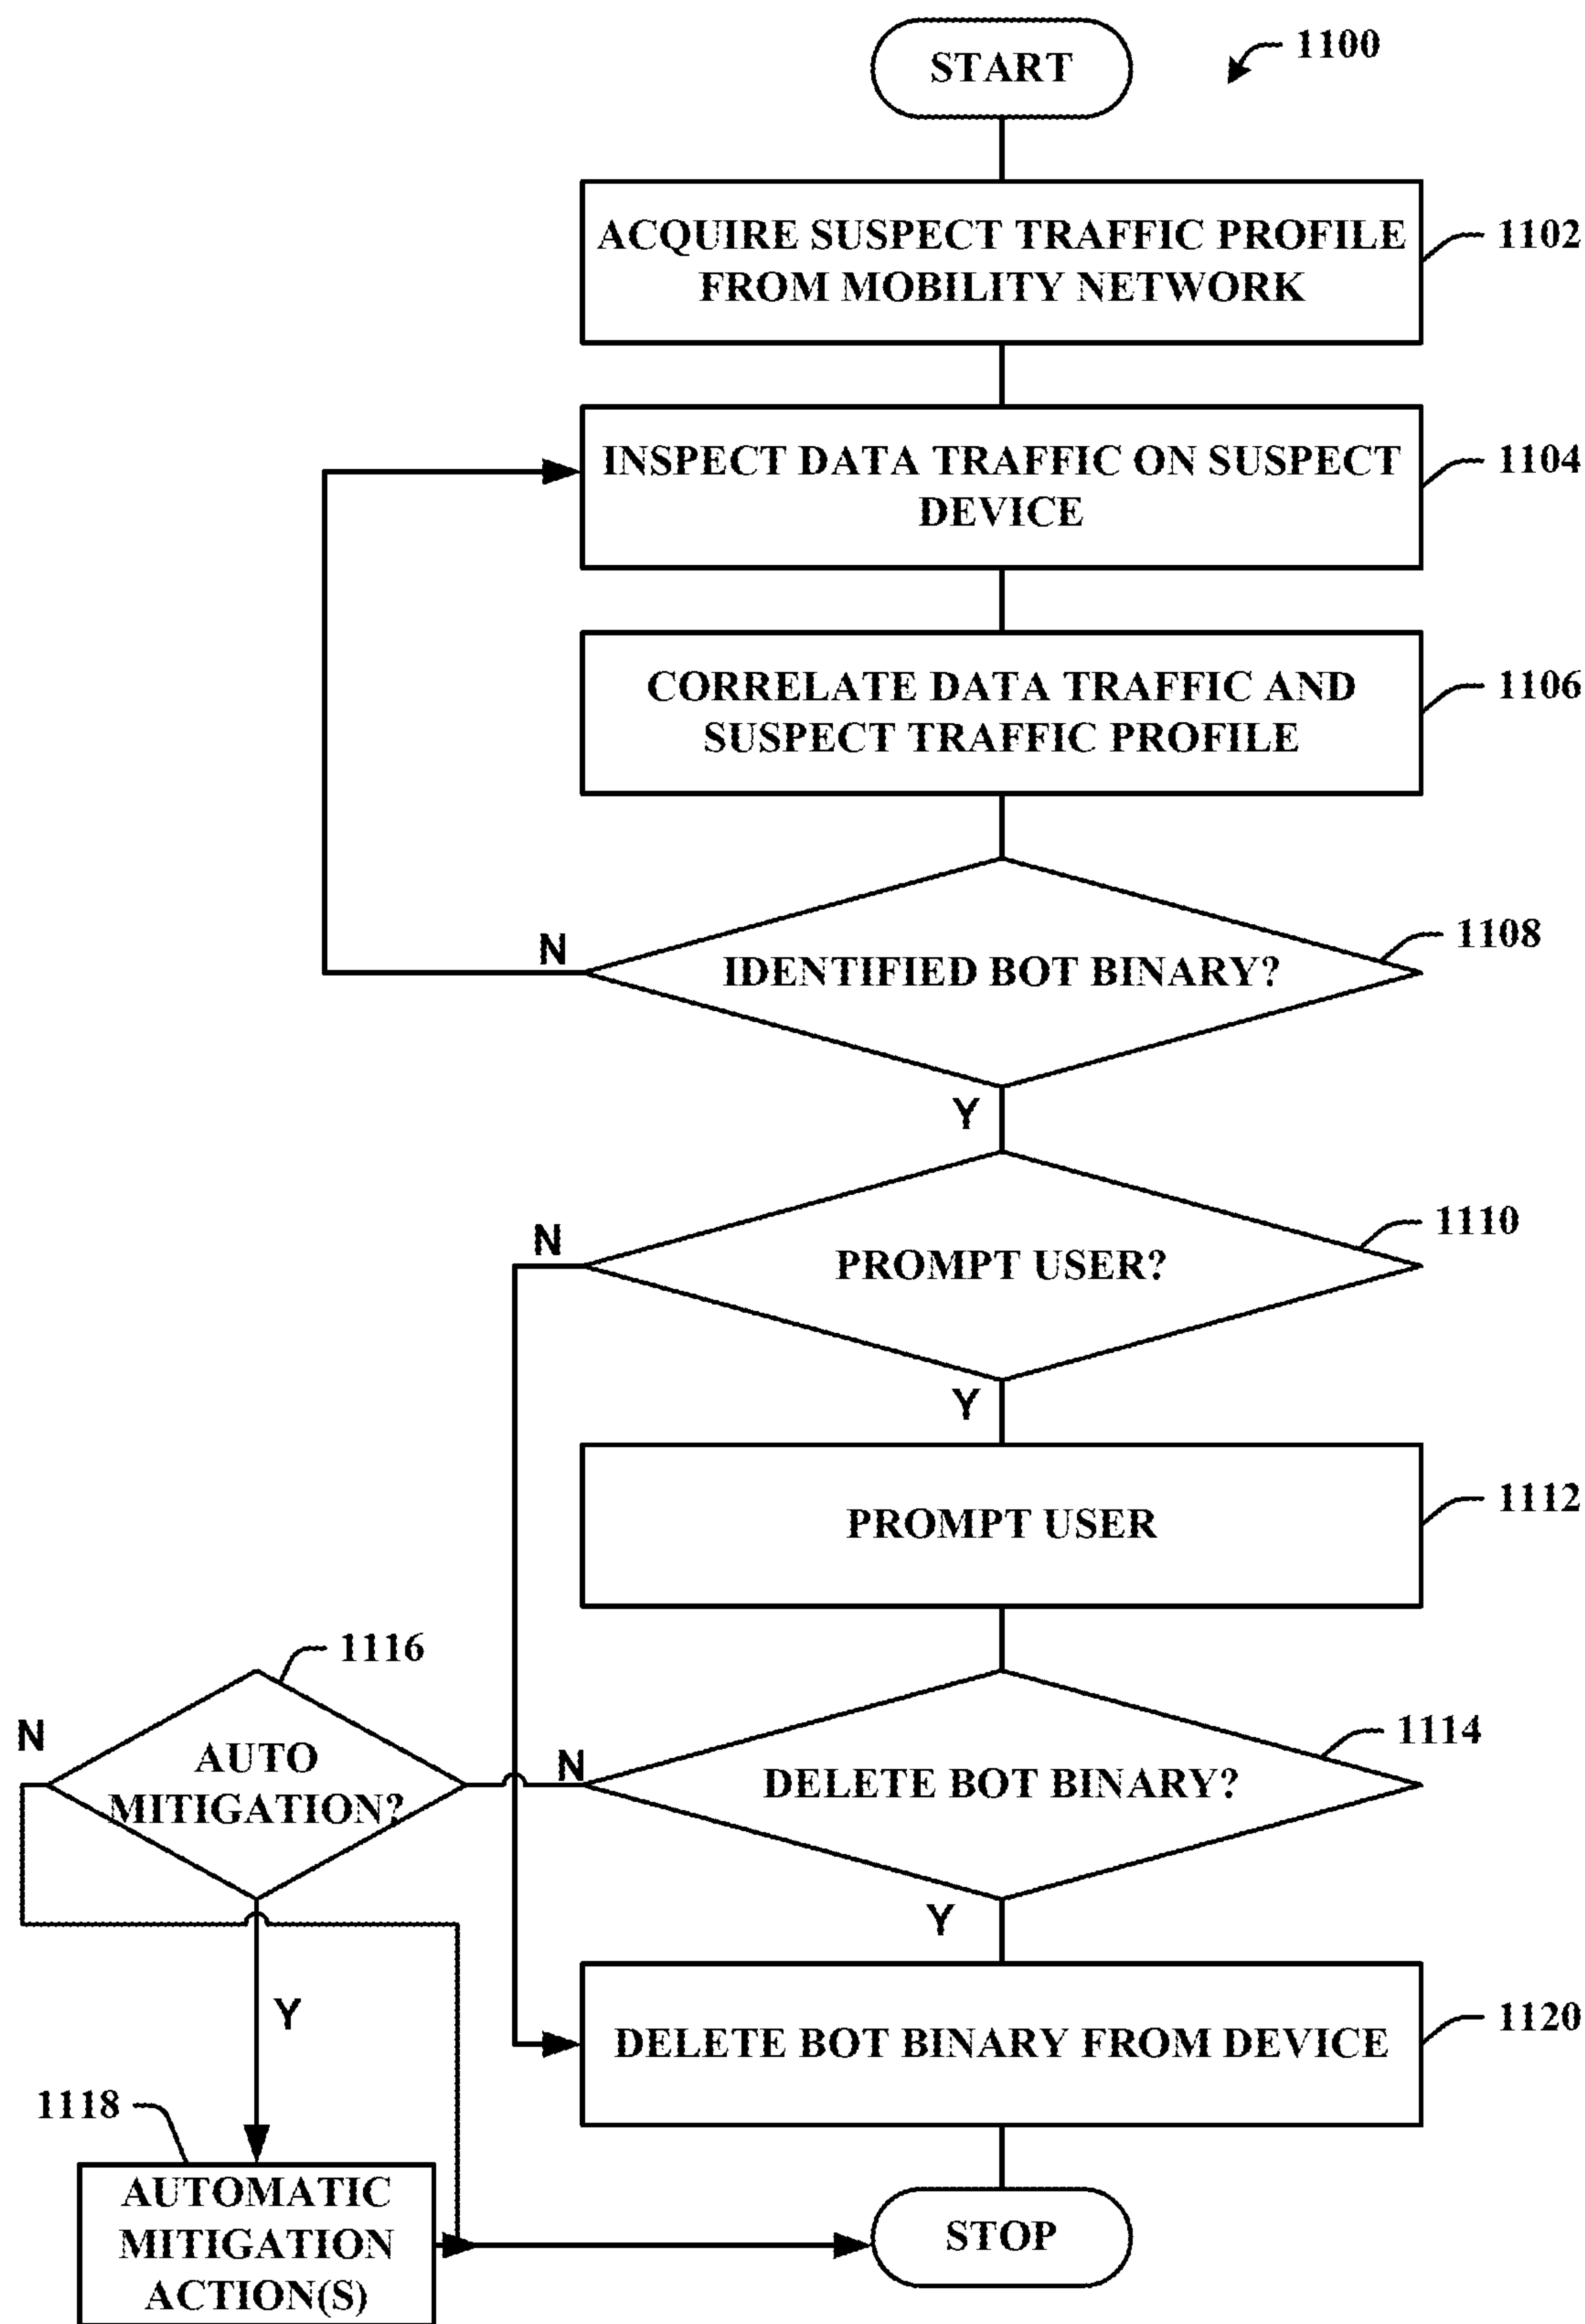 START
1100
ACQUIRE SUSPECT TRAFFIC PROFILE
FROM MOBILITY NETWORK
1102
INSPECT DATA TRAFFIC ON SUSPECT
DEVICE
1104
CORRELATE DATA TRAFFIC AND
SUSPECT TRAFFIC PROFILE
1106
N
IDENTIFIED BOT BINARY?
1108
Y
N
PROMPT USER?
1110
Y
PROMPT USER
1112
1116
N
AUTO
MITIGATION?
N
DELETE BOT BINARY?
1114
Y
Y
DELETE BOT BINARY FROM DEVICE
1120
1118
AUTOMATIC
MITIGATION
ACTION(S)
STOP